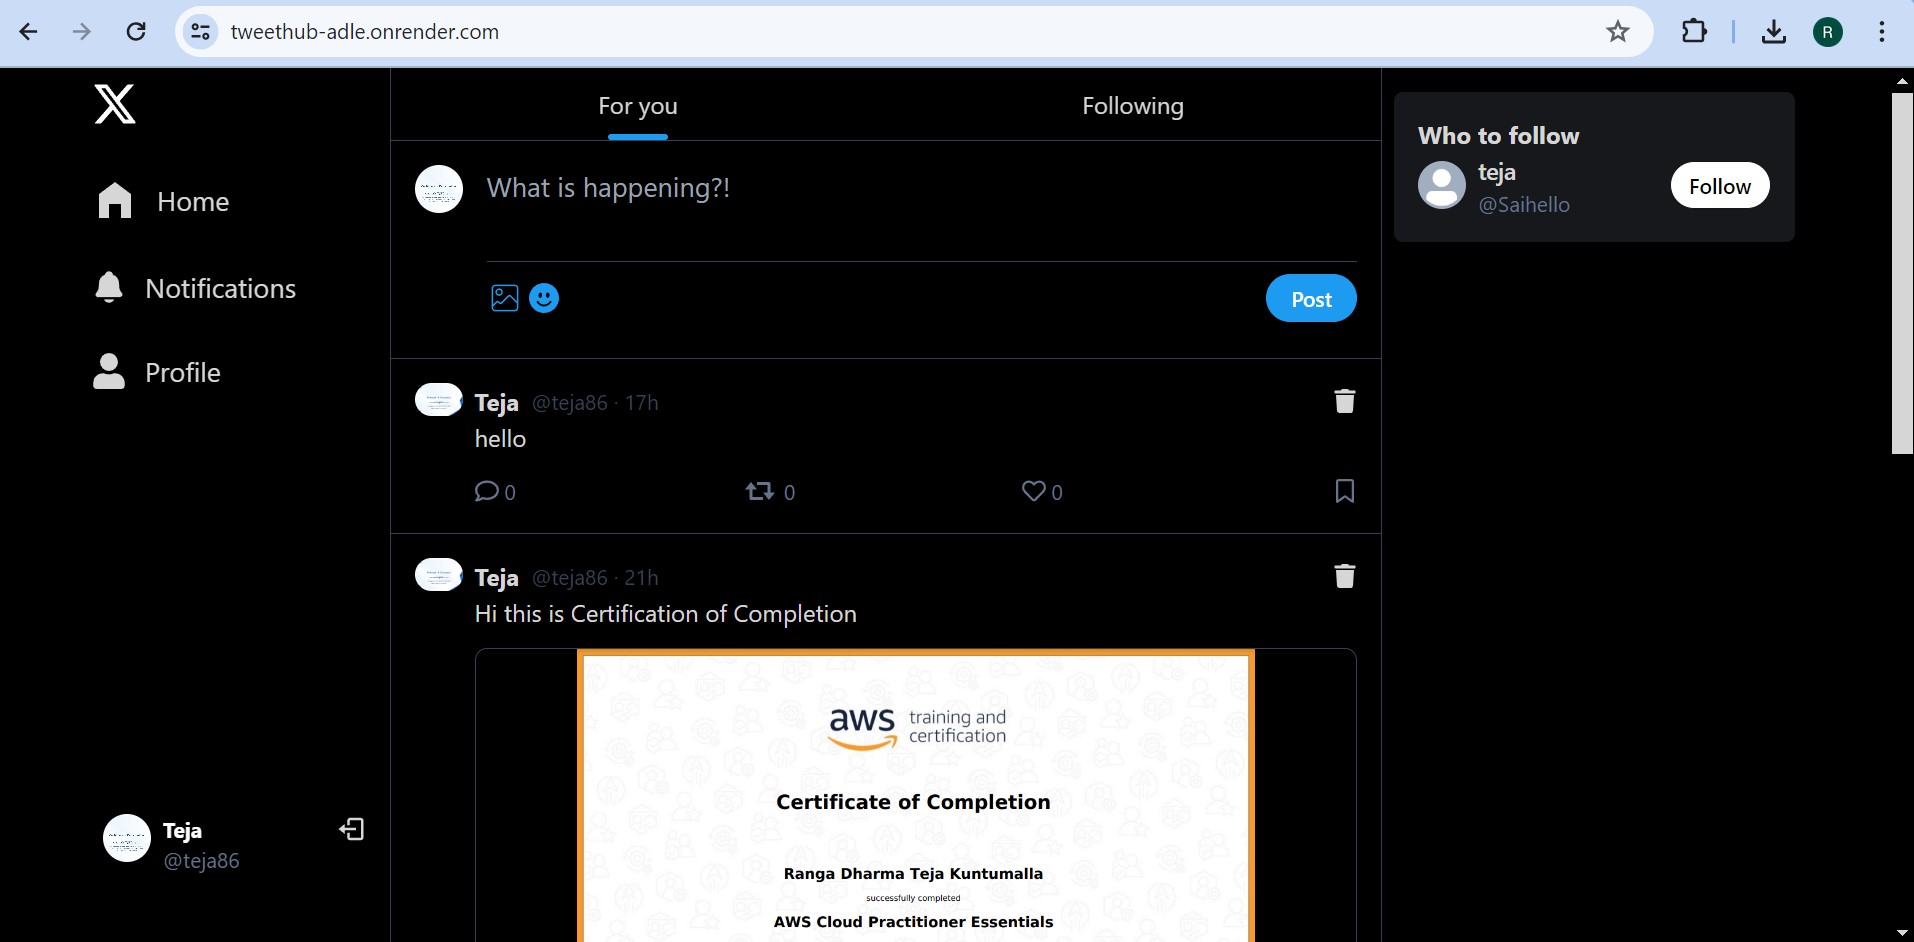 tweethub-adle.onrender.com
R
X
Home
Notifications
Profile
Teja
@teja86
For you
Following
What is happening?!
Post
Teja @teja86 · 17h
hello
0 0 0
Teja @teja86 · 21h
Hi this is Certification of Completion
aws training and
certification
Certificate of Completion
Ranga Dharma Teja Kuntumalla
successfully completed
AWS Cloud Practitioner Essentials
Who to follow
teja
@Saihello
Follow